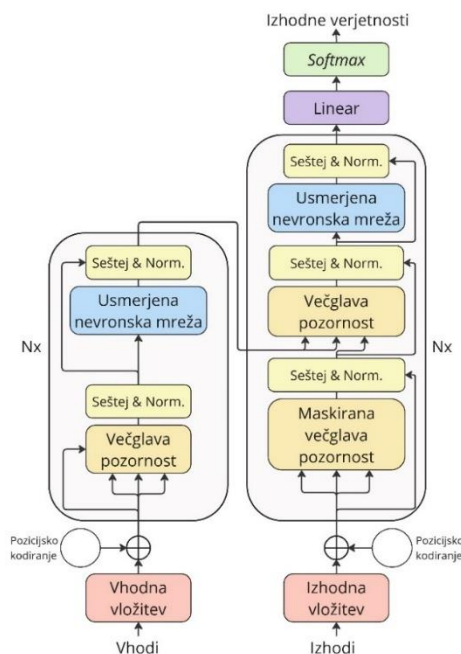 Izhodne verjetnosti
Softmax
Linear
Seštej & Norm.
Usmerjena
nevronska mreža
Seštej & Norm.
Večglava
pozornost
Seštej & Norm.
Maskirana
večglava
pozornost
Nx
Pozicijsko
kodiranje
Izhodna
vložitev
Izhodi
Seštej & Norm.
Usmerjena
nevronska mreža
Nx
Seštej & Norm.
Večglava
pozornost
Pozicijsko
kodiranje
Vhodna
vložitev
Vhodi